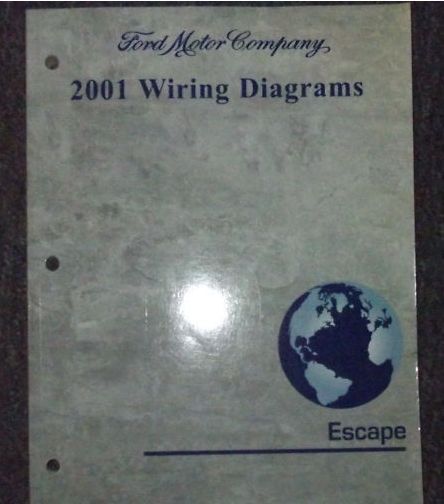 Ford Motor Company
2001 Wiring Diagrams
Escape